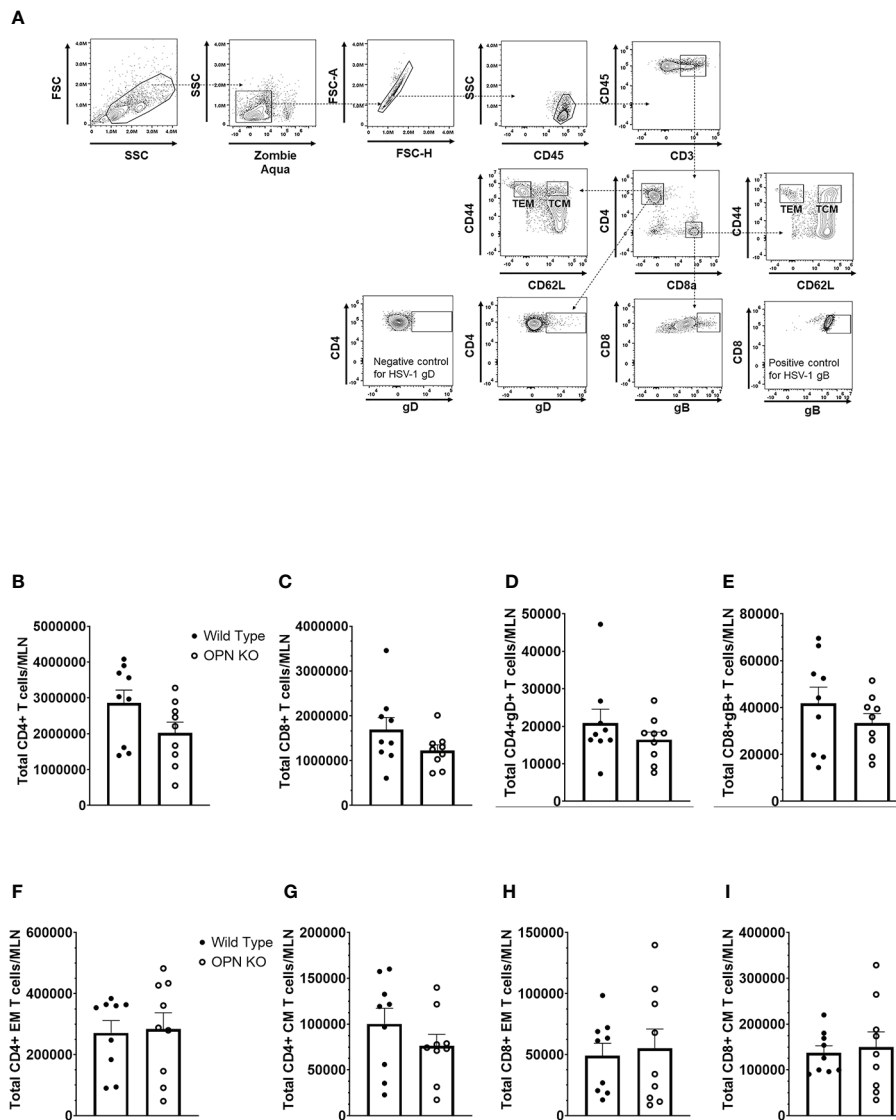 A
FSC
SSC
SSC
Zombie
Aqua
FSC-A
FSC-H
SSC
CD45
CD45
CD3
CD44
TEM TCM
CD62L
CD4
CD8a
CD44
TEM TCM
CD62L
CD4
Negative control
for HSV-1 gD
gD
CD4
gD
CD8
gB
CD8
Positive control
for HSV-1 gB
gB
B
Total CD4+ T cells/MLN
5000000
4000000
3000000
2000000
1000000
0
Wild Type
OPN KO
C
Total CD8+ T cells/MLN
4000000
3000000
2000000
1000000
0
D
Total CD4+gD+ T cells/MLN
50000
40000
30000
20000
10000
0
E
Total CD8+gB+ T cells/MLN
80000
60000
40000
20000
0
F
Total CD4+ EM T cells/MLN
600000
400000
200000
0
Wild Type
OPN KO
G
Total CD4+ CM T cells/MLN
200000
150000
100000
50000
0
H
Total CD8+ EM T cells/MLN
150000
100000
50000
0
I
Total CD8+ CM T cells/MLN
400000
300000
200000
100000
0